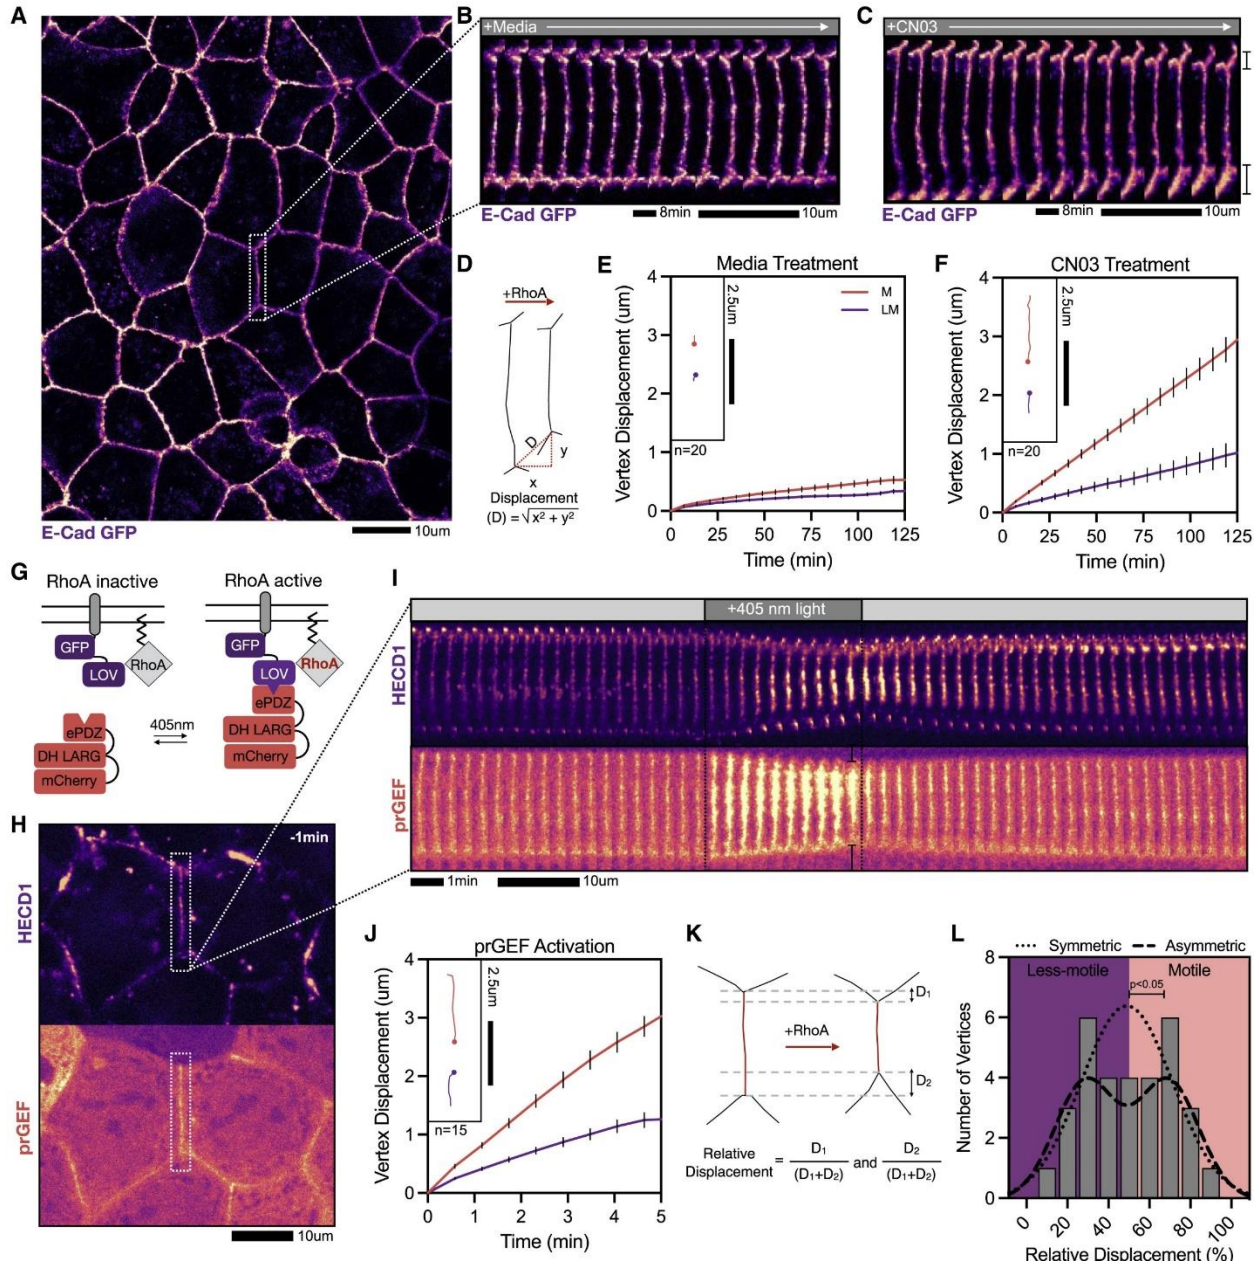 A
E-Cad GFP
10um
B
+Media
E-Cad GFP
8min
10um
C
+CN03
E-Cad GFP
8min
10um
D
+RhoA
D
y
x
Displacement
(D) = √x² + y²
E
Media Treatment
Vertex Displacement (um)
4
3
2
1
0
2.5um
n=20
M
LM
0 25 50 75 100 125
Time (min)
F
CN03 Treatment
Vertex Displacement (um)
4
3
2
1
0
2.5um
n=20
0 25 50 75 100 125
Time (min)
G
RhoA inactive
RhoA active
GFP
LOV
RhoA
ePDZ
DH LARG
mCherry
405nm
GFP
LOV
RhoA
ePDZ
DH LARG
mCherry
H
-1min
HECD1
prGEF
10um
I
+405 nm light
HECD1
prGEF
1min
10um
J
prGEF Activation
Vertex Displacement (um)
4
3
2
1
0
2.5um
n=15
0 1 2 3 4 5
Time (min)
K
D₁
+RhoA
D₂
Relative Displacement = D₁ / (D₁+D₂) and D₂ / (D₁+D₂)
L
Symmetric
Asymmetric
Less-motile
Motile
p<0.05
Number of Vertices
8
6
4
2
0
0 20 40 60 80 100
Relative Displacement (%)